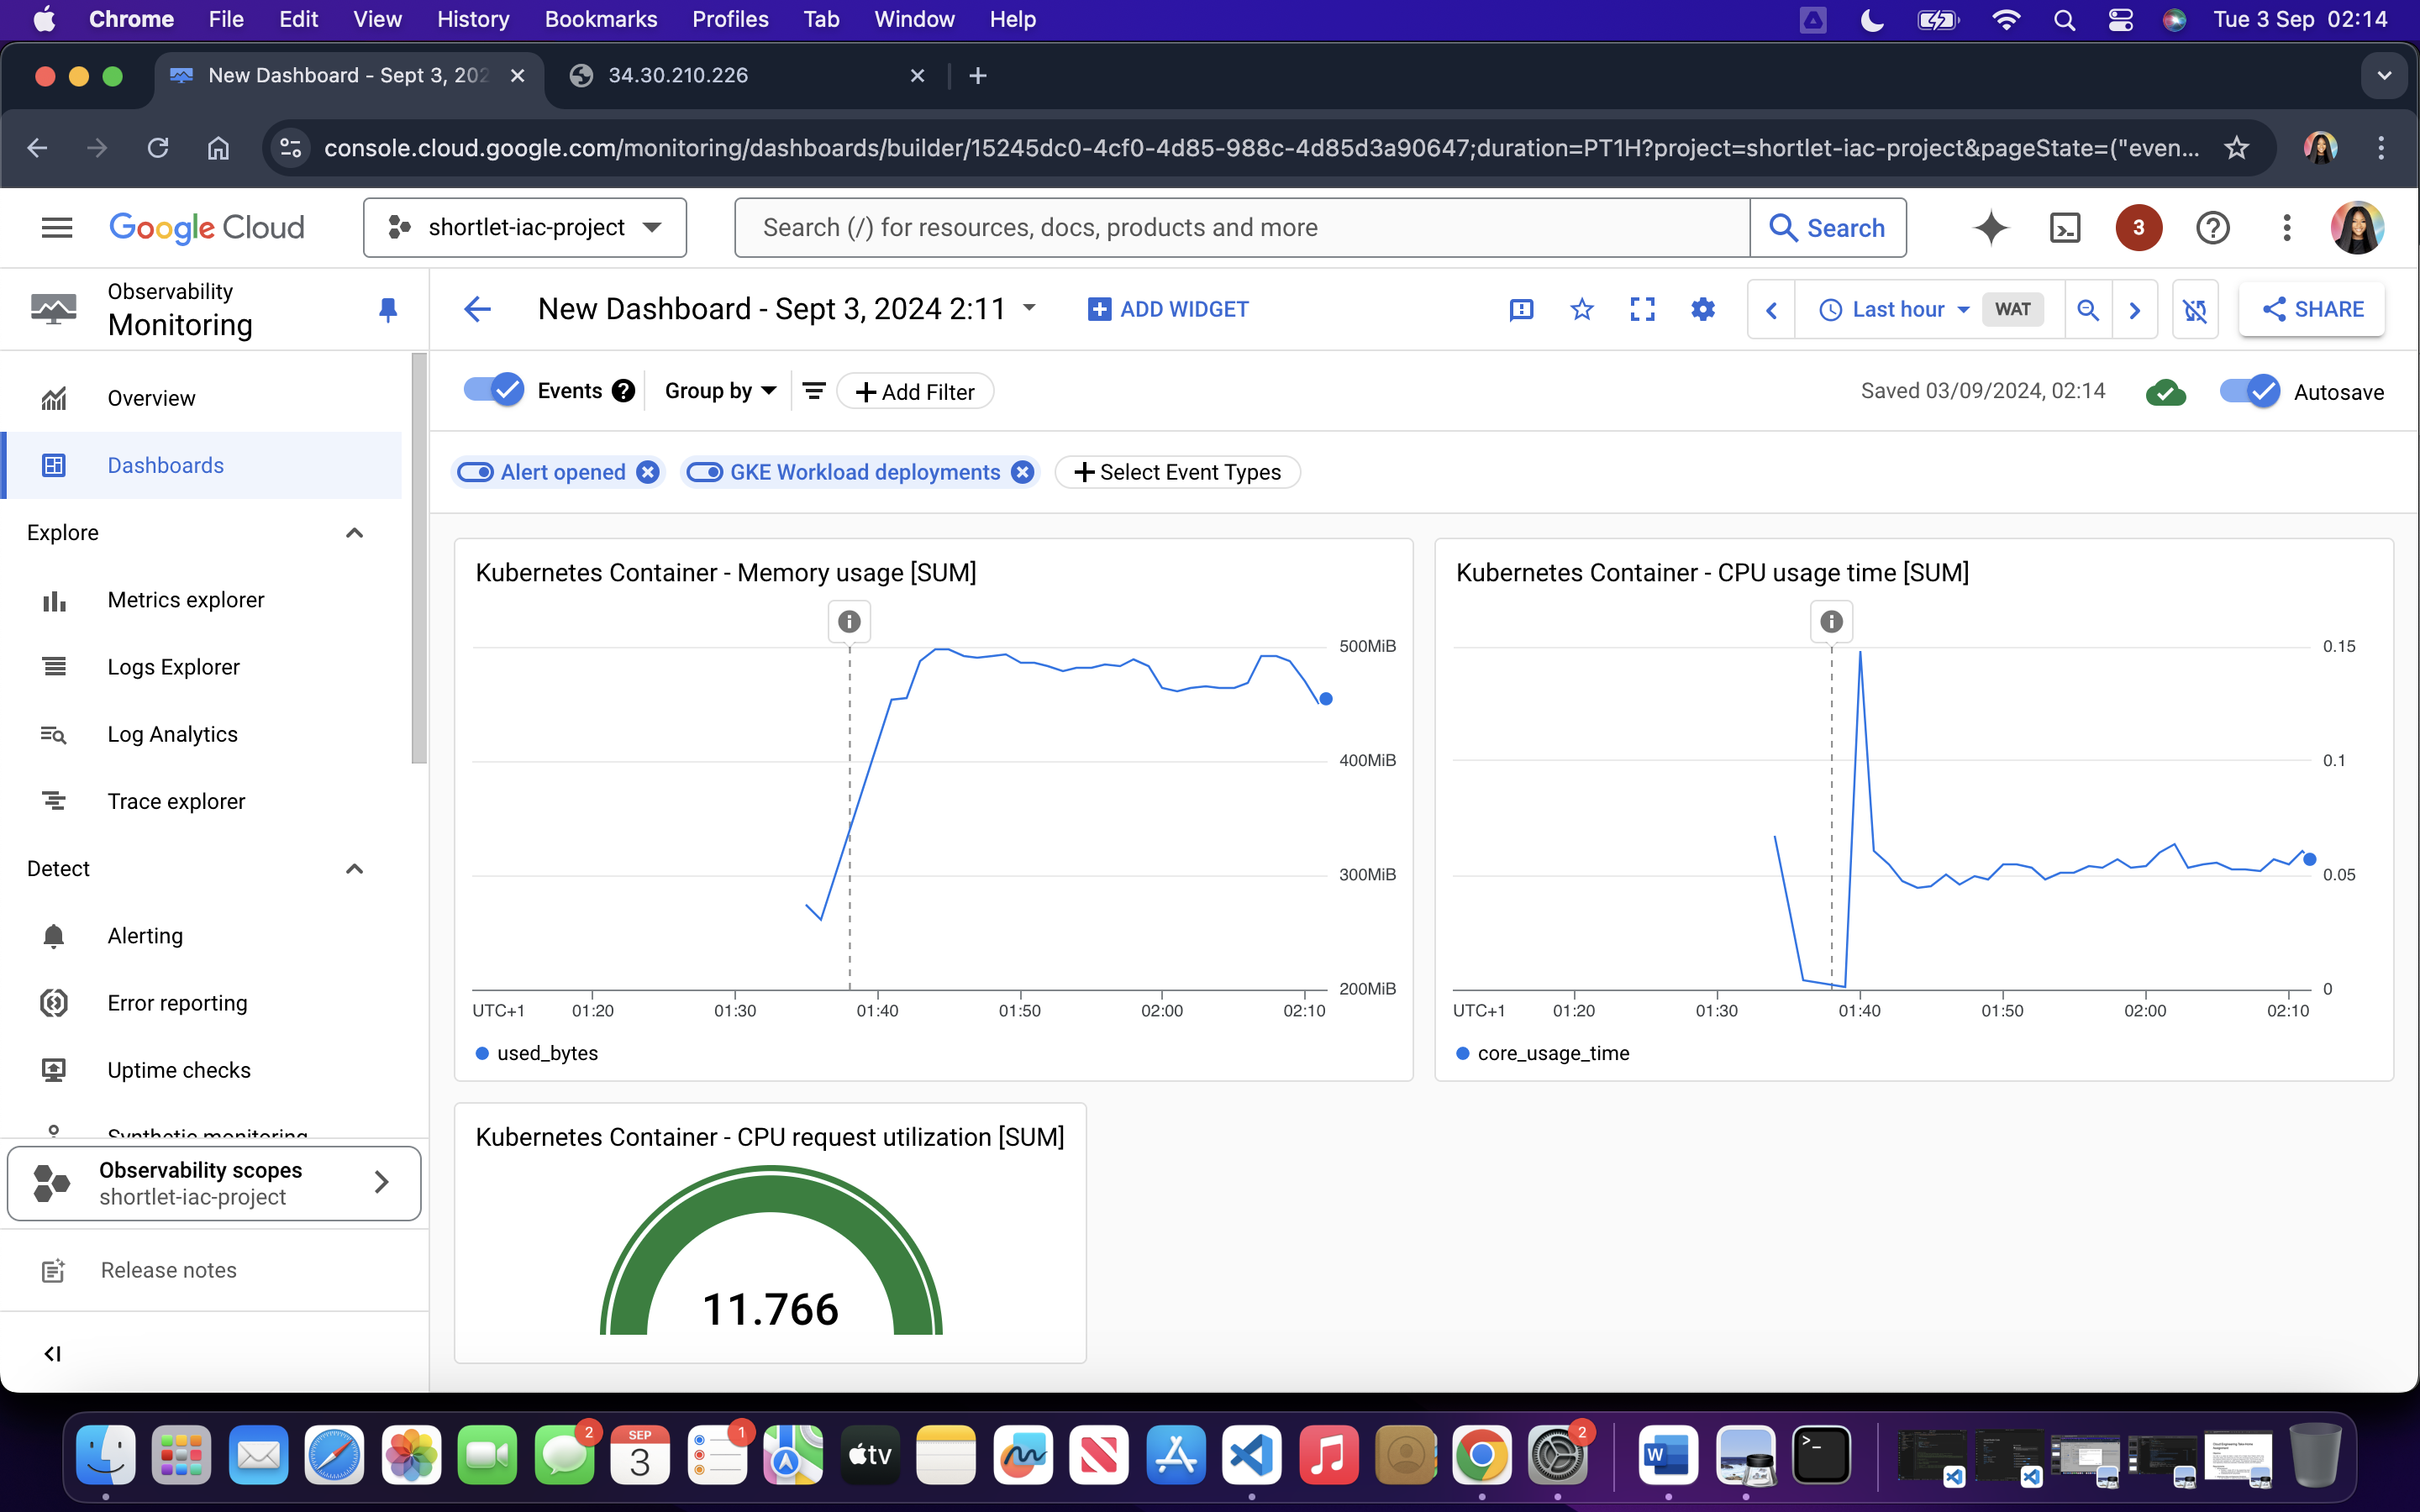 Chrome File Edit View History Bookmarks Profiles Tab Window Help Tue 3 Sep 02:14
New Dashboard - Sept 3, 202 34.30.210.226
console.cloud.google.com/monitoring/dashboards/builder/15245dc0-4cf0-4d85-988c-4d85d3a90647;duration=PT1H?project=shortlet-iac-project&pageState=("even...
Google Cloud shortlet-iac-project Search (/) for resources, docs, products and more Search 3
Observability
Monitoring
New Dashboard - Sept 3, 2024 2:11 ADD WIDGET Last hour WAT SHARE
Events Group by Add Filter Saved 03/09/2024, 02:14 Autosave
Alert opened GKE Workload deployments Select Event Types
Overview
Dashboards
Explore
Metrics explorer
Logs Explorer
Log Analytics
Trace explorer
Detect
Alerting
Error reporting
Uptime checks
Synthetic monitoring
Observability scopes
shortlet-iac-project
Release notes
Kubernetes Container - Memory usage [SUM]
500MiB
400MiB
300MiB
200MiB
UTC+1 01:20 01:30 01:40 01:50 02:00 02:10
used_bytes
Kubernetes Container - CPU usage time [SUM]
0.15
0.1
0.05
0
UTC+1 01:20 01:30 01:40 01:50 02:00 02:10
core_usage_time
Kubernetes Container - CPU request utilization [SUM]
11.766
2 SEP 3 1 tv 2 W